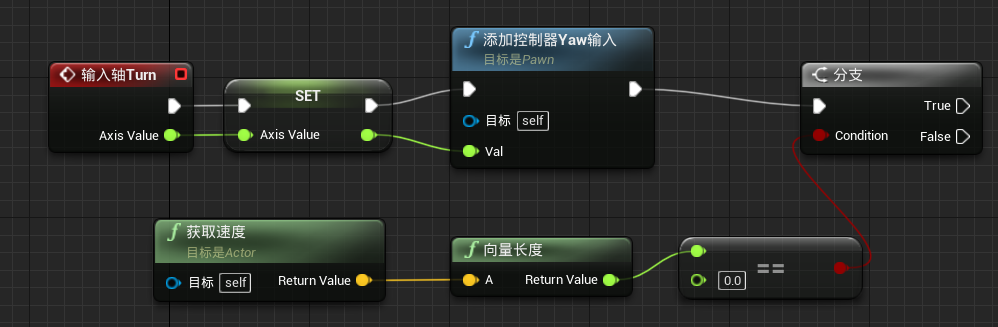 输入轴Turn
Axis Value
SET
Axis Value
添加控制器Yaw输入
目标是Pawn
目标 self
Val
分支
True
Condition False
获取速度
目标是Actor
目标 self Return Value
向量长度
A Return Value
==
0.0